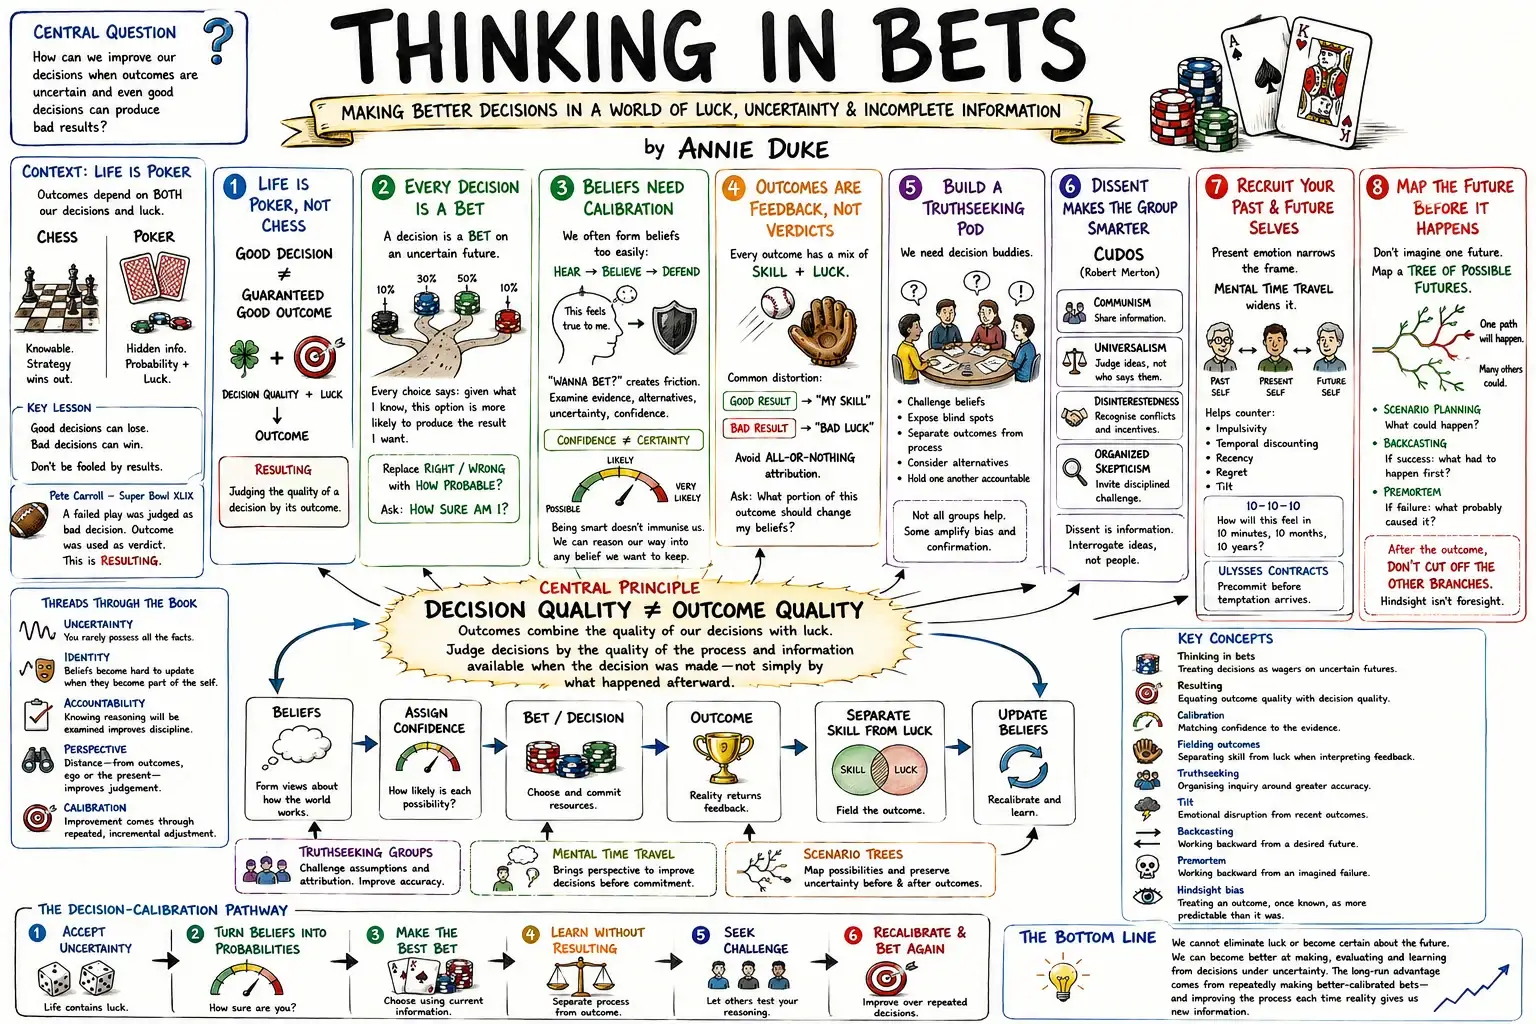 CENTRAL QUESTION
?
How can we improve our
decisions when outcomes are
uncertain and even good
decisions can produce
bad results?
THINKING IN BETS
MAKING BETTER DECISIONS IN A WORLD OF LUCK, UNCERTAINTY & INCOMPLETE INFORMATION
by ANNIE DUKE
A
K
K
CONTEXT: LIFE IS POKER
Outcomes depend on BOTH
our decisions and luck.
CHESS
Knowable.
Strategy
wins out.
POKER
Hidden info.
Probability +
Luck.
KEY LESSON
Good decisions can lose.
Bad decisions can win.
Don't be fooled by results.
Pete Carroll – Super Bowl XLIX
A failed play was judged as
bad decision. Outcome
was used as verdict.
This is RESULTING.
1 LIFE IS
POKER, NOT
CHESS
GOOD DECISION
≠
GUARANTEED
GOOD OUTCOME
+
DECISION QUALITY + LUCK
↓
OUTCOME
RESULTING
Judging the quality of a
decision by its outcome.
2 EVERY DECISION
IS A BET
A decision is a BET on
an uncertain future.
10%
30%
50%
10%
Every choice says: given what
I know, this option is more
likely to produce the result
I want.
Replace RIGHT / WRONG
with HOW PROBABLE?
Ask: HOW SURE AM I?
3 BELIEFS NEED
CALIBRATION
We often form beliefs
too easily:
HEAR → BELIEVE → DEFEND
This feels
true to me.
"WANNA BET?" creates friction.
Examine evidence, alternatives,
uncertainty, confidence.
CONFIDENCE ≠ CERTAINTY
LIKELY
POSSIBLE
VERY
LIKELY
Being smart doesn't immunise us.
We can reason our way into
any belief we want to keep.
4 OUTCOMES ARE
FEEDBACK, NOT
VERDICTS
Every outcome has a mix of
SKILL + LUCK.
Common distortion:
GOOD RESULT → "MY SKILL"
BAD RESULT → "BAD LUCK"
Avoid ALL-OR-NOTHING
attribution.
Ask: What portion of this
outcome should change
my beliefs?
5 BUILD A
TRUTHSEEKING
POD
We need decision buddies.
?
?
!
• Challenge beliefs
• Expose blind spots
• Separate outcomes from
process
• Consider alternatives
• Hold one another accountable
Not all groups help.
Some amplify bias and
confirmation.
6 DISSENT
MAKES THE GROUP
SMARTER
CUDOS
(Robert Merton)
COMMUNISM
Share information.
UNIVERSALISM
Judge ideas, not
who says them.
DISINTERESTEDNESS
Recognise conflicts
and incentives.
ORGANIZED
SKEPTICISM
Invite disciplined
challenge.
Dissent is information.
Interrogate ideas,
not people.
7 RECRUIT YOUR
PAST & FUTURE
SELVES
Present emotion narrows
the frame.
MENTAL TIME TRAVEL
widens it.
PAST
SELF
PRESENT
SELF
FUTURE
SELF
Helps counter:
• Impulsivity
• Temporal discounting
• Recency
• Regret
• Tilt
10–10–10
How will this feel in
10 minutes, 10 months,
10 years?
ULYSSES CONTRACTS
Precommit before
temptation arrives.
8 MAP THE FUTURE
BEFORE IT
HAPPENS
Don't imagine one future.
Map a TREE OF POSSIBLE
FUTURES.
One path
will happen.
Many others
could.
• SCENARIO PLANNING
What could happen?
• BACKCASTING
If success: what had to
happen first?
• PREMORTEM
If failure: what probably
caused it?
After the outcome,
DON'T CUT OFF THE
OTHER BRANCHES.
Hindsight isn't foresight.
CENTRAL PRINCIPLE
DECISION QUALITY ≠ OUTCOME QUALITY
Outcomes combine the quality of our decisions with luck.
Judge decisions by the quality of the process and information
available when the decision was made—not simply by
what happened afterward.
THREADS THROUGH THE BOOK
UNCERTAINTY
You rarely possess all the facts.
IDENTITY
Beliefs become hard to update
when they become part of the self.
ACCOUNTABILITY
Knowing reasoning will be
examined improves discipline.
PERSPECTIVE
Distance—from outcomes,
ego or the present—
improves judgement.
CALIBRATION
Improvement comes through
repeated, incremental adjustment.
BELIEFS
Form views about
how the world
works.
ASSIGN
CONFIDENCE
How likely is each
possibility?
BET / DECISION
Choose and commit
resources.
OUTCOME
Reality returns
feedback.
SEPARATE
SKILL FROM LUCK
SKILL
LUCK
Field the outcome.
UPDATE
BELIEFS
Recalibrate and
learn.
TRUTHSEEKING GROUPS
Challenge assumptions and
attribution. Improve accuracy.
MENTAL TIME TRAVEL
Brings perspective to improve
decisions before commitment.
SCENARIO TREES
Map possibilities and preserve
uncertainty before & after outcomes.
KEY CONCEPTS
Thinking in bets
Treating decisions as wagers on uncertain futures.
Resulting
Equating outcome quality with decision quality.
Calibration
Matching confidence to the evidence.
Fielding outcomes
Separating skill from luck when interpreting feedback.
Truthseeking
Organising inquiry around greater accuracy.
Tilt
Emotional disruption from recent outcomes.
Backcasting
Working backward from a desired future.
Premortem
Working backward from an imagined failure.
Hindsight bias
Treating an outcome, once known, as more
predictable than it was.
THE DECISION-CALIBRATION PATHWAY
1 ACCEPT
UNCERTAINTY
Life contains luck.
2 TURN BELIEFS INTO
PROBABILITIES
How sure are you?
3 MAKE THE
BEST BET
Choose using current
information.
4 LEARN WITHOUT
RESULTING
Separate process
from outcome.
5 SEEK
CHALLENGE
Let others test your
reasoning.
6 RECALIBRATE &
BET AGAIN
Improve over repeated
decisions.
THE BOTTOM LINE
We cannot eliminate luck or become certain about the future.
We can become better at making, evaluating and learning
from decisions under uncertainty. The long-run advantage
comes from repeatedly making better-calibrated bets—
and improving the process each time reality gives us
new information.